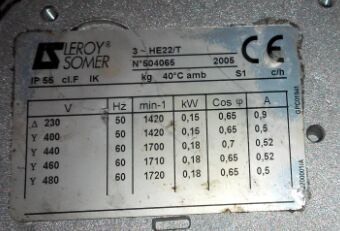 LEROY®
SOMER
3 ~ HE22/T
N°504065 2005
CE
IP 55 cl.F IK kg 40°C amb S1 c/h
V Hz min-1 kW Cos φ A
Δ 230 50 1420 0,15 0,65 0,9
Y 400 50 1420 0,15 0,65 0,5
Y 440 60 1700 0,18 0,7 0,52
Y 460 60 1710 0,18 0,65 0,52
Y 480 60 1720 0,18 0,65 0,5